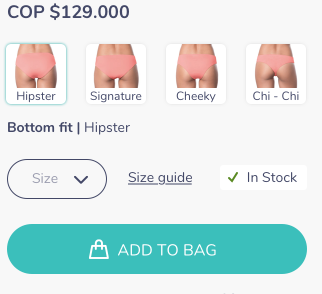 COP $129.000
Hipster Signature Cheeky Chi - Chi
Bottom fit | Hipster
Size Size guide In Stock
ADD TO BAG